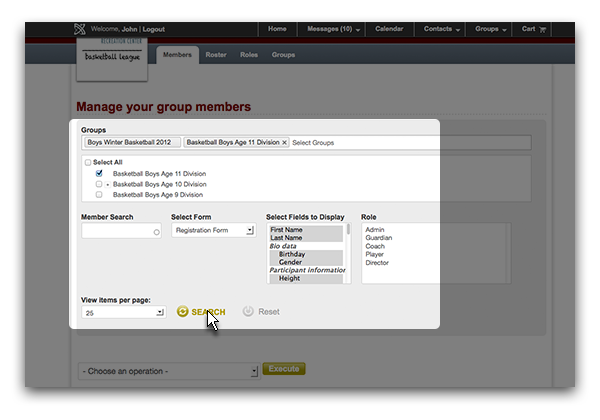 Welcome, John | Logout
Home
Messages (10)
Calendar
Contacts
Groups
Cart
RECREATION CENTER
basketball league
Members
Roster
Roles
Groups
Manage your group members
Groups
Boys Winter Basketball 2012
Basketball Boys Age 11 Division ×
Select Groups
Select All
Basketball Boys Age 11 Division
Basketball Boys Age 10 Division
Basketball Boys Age 9 Division
Member Search
Select Form
Select Fields to Display
Role
Registration Form
First Name
Last Name
Bio data
Birthday
Gender
Participant information
Height
Admin
Guardian
Coach
Player
Director
View items per page:
25
SEARCH
Reset
- Choose an operation -
Execute